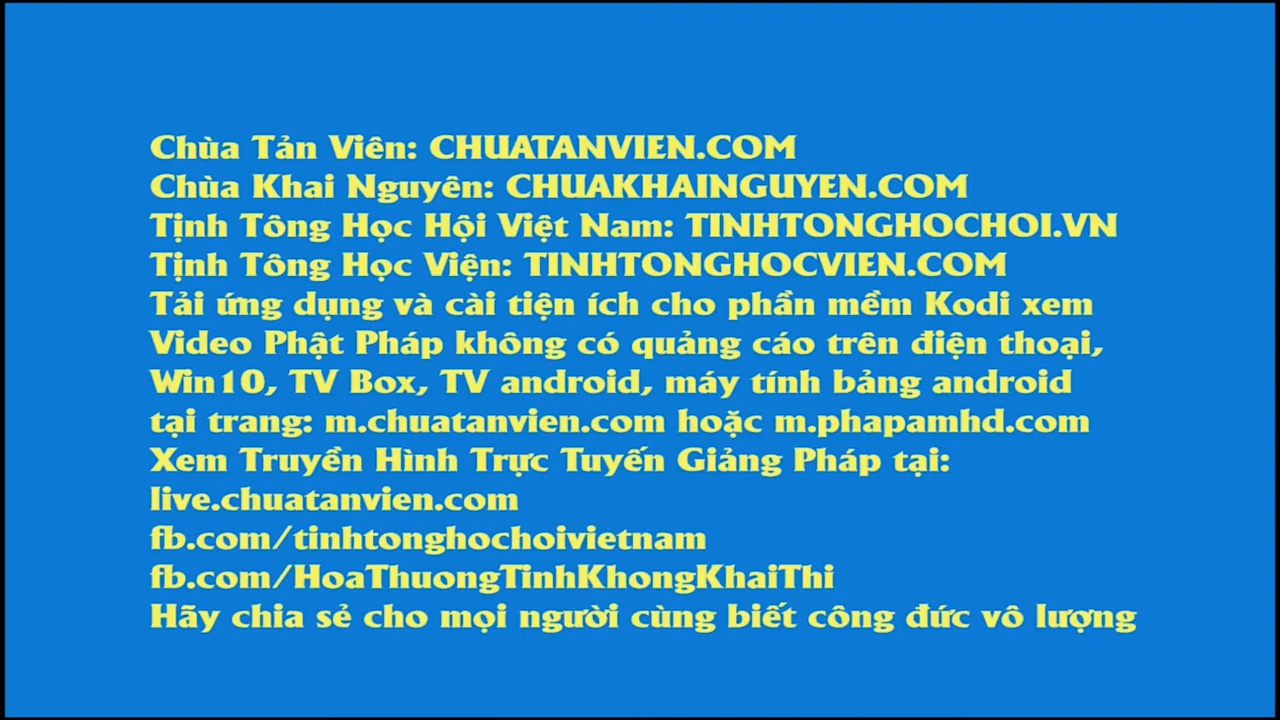 Chùa Tản Viên: CHUATANVIEN.COM
Chùa Khai Nguyên: CHUAKHAINGUYEN.COM
Tịnh Tông Học Hội Việt Nam: TINHTONGHOCHOI.VN
Tịnh Tông Học Viện: TINHTONGHOCVIEN.COM
Tải ứng dụng và cài tiện ích cho phần mềm Kodi xem
Video Phật Pháp không có quảng cáo trên điện thoại,
Win10, TV Box, TV android, máy tính bảng android
tại trang: m.chuatanvien.com hoặc m.phapamhd.com
Xem Truyền Hình Trực Tuyến Giảng Pháp tại:
live.chuatanvien.com
fb.com/tinhtonghochoivietnam
fb.com/HoaThuongTinhKhongKhaiThi
Hãy chia sẻ cho mọi người cùng biết công đức vô lượng